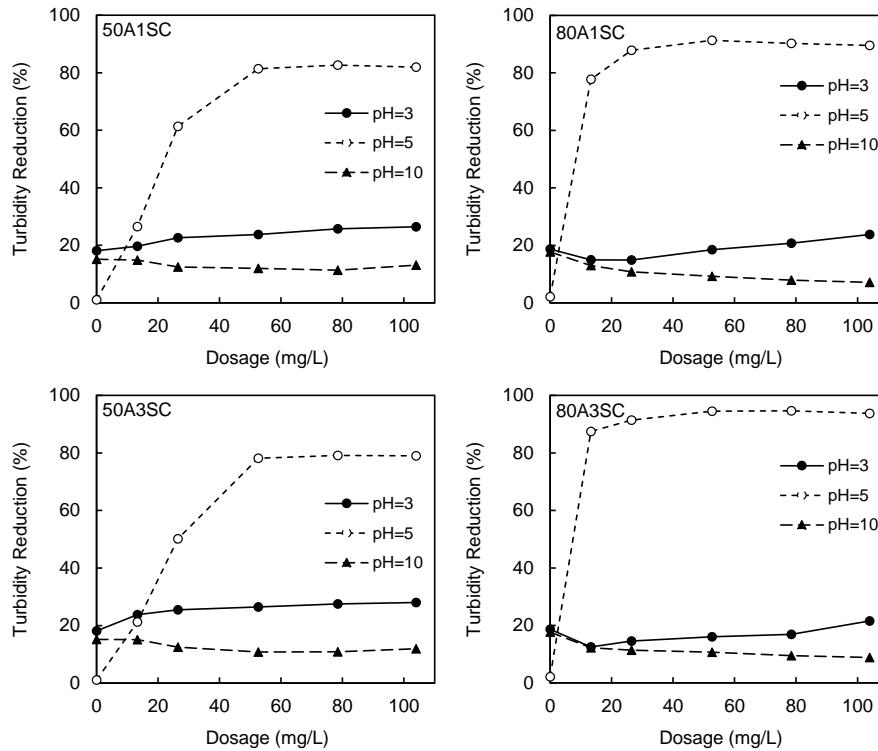 50A1SC
Turbidity Reduction (%)
100
80
60
40
20
0
pH=3
pH=5
pH=10
0 20 40 60 80 100
Dosage (mg/L)
80A1SC
Turbidity Reduction (%)
100
80
60
40
20
0
pH=3
pH=5
pH=10
0 20 40 60 80 100
Dosage (mg/L)
50A3SC
Turbidity Reduction (%)
100
80
60
40
20
0
pH=3
pH=5
pH=10
0 20 40 60 80 100
Dosage (mg/L)
80A3SC
Turbidity Reduction (%)
100
80
60
40
20
0
pH=3
pH=5
pH=10
0 20 40 60 80 100
Dosage (mg/L)